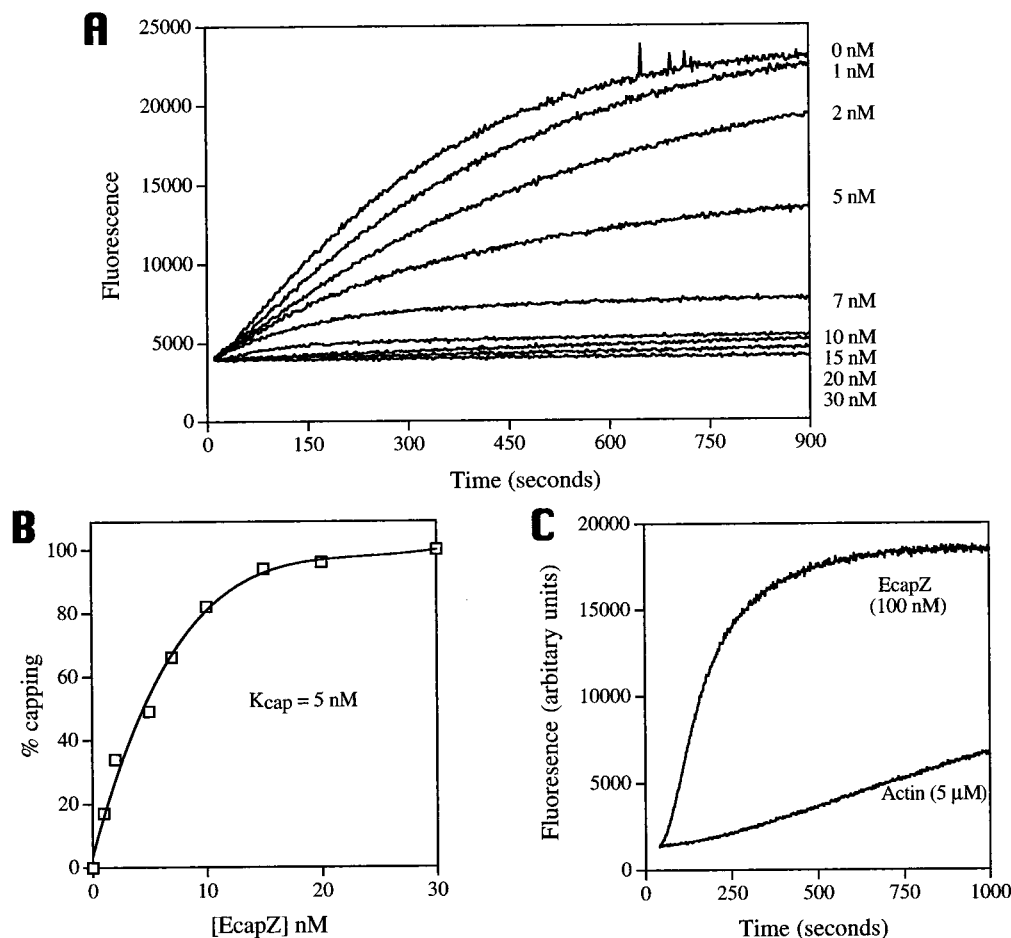 A
25000
20000
15000
10000
5000
0
Fluorescence
0 nM
1 nM
2 nM
5 nM
7 nM
10 nM
15 nM
20 nM
30 nM
0 150 300 450 600 750 900
Time (seconds)
B
100
80
60
40
20
0
% capping
Kcap = 5 nM
0 10 20 30
[EcapZ] nM
C
20000
15000
10000
5000
0
Fluoresence (arbitary units)
EcapZ
(100 nM)
Actin (5 μM)
0 250 500 750 1000
Time (seconds)